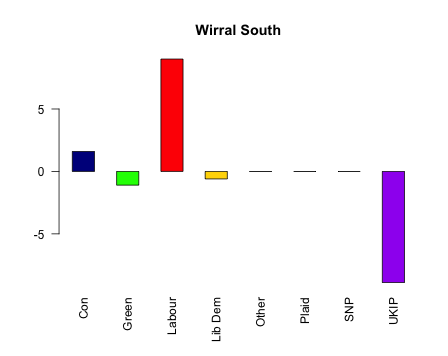 Wirral South
5
0
-5
Con
Green
Labour
Lib Dem
Other
Plaid
SNP
UKIP